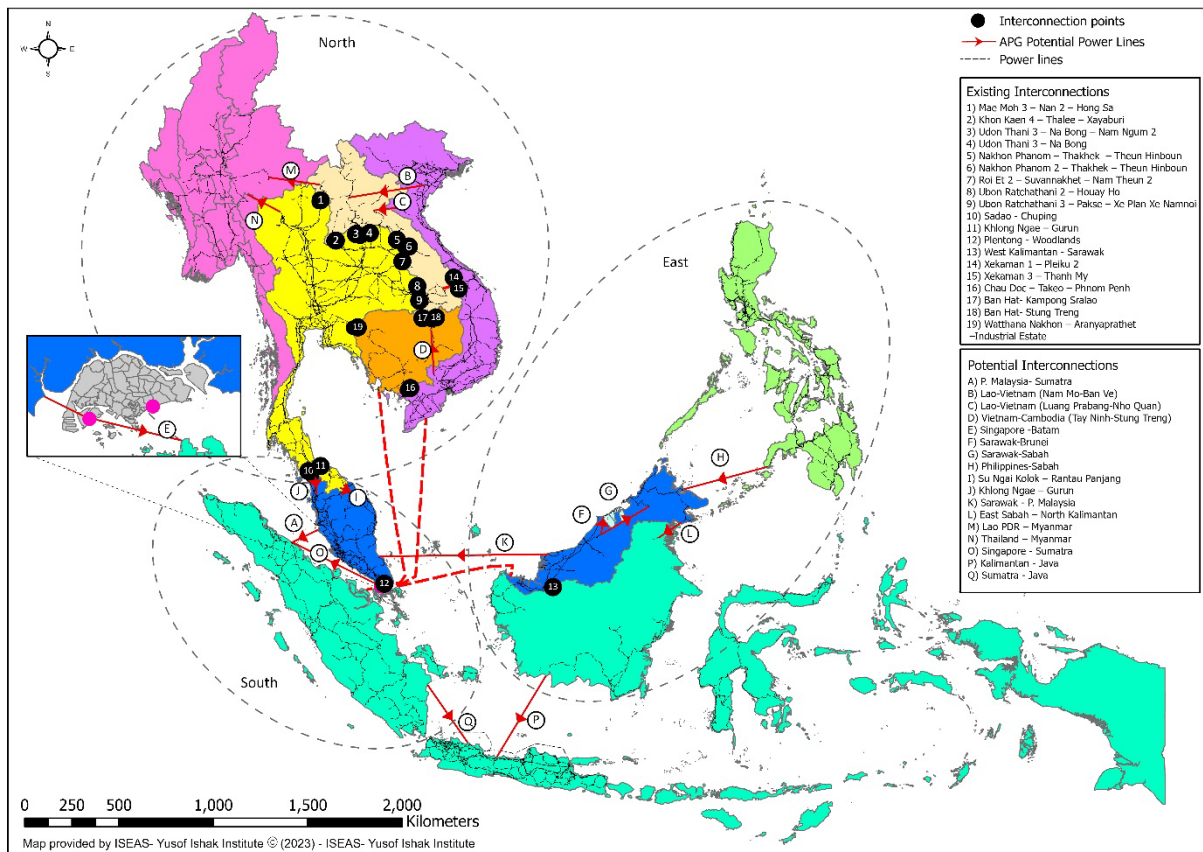 N
W E
S
North
East
South
Interconnection points
APG Potential Power Lines
Power lines
Existing Interconnections
1) Mae Moh 3 – Nan 2 – Hong Sa
2) Khon Kaen 4 – Thalee – Xayaburi
3) Udon Thani 3 – Na Bong – Nam Ngum 2
4) Udon Thani 3 – Na Bong
5) Nakhon Phanom – Thakhek – Theun Hinboun
6) Nakhon Phanom 2 – Thakhek – Theun Hinboun
7) Roi Et 2 – Suvannakhet – Nam Theun 2
8) Ubon Ratchathani 2 – Houay Ho
9) Ubon Ratchathani 3 – Pakse – Xe Pian Xe Namnoi
10) Sadao - Chuping
11) Khlong Ngae – Gurun
12) Plentong – Woodlands
13) West Kalimantan - Sarawak
14) Xekaman 1 – Pleiku 2
15) Xekaman 3 – Thanh My
16) Chau Doc – Takeo – Phnom Penh
17) Ban Hat- Kampong Sralao
18) Ban Hat- Stung Treng
19) Watthana Nakhon – Aranyaprathet
–Industrial Estate
Potential Interconnections
A) P. Malaysia- Sumatra
B) Lao-Vietnam (Nam Mo-Ban Ve)
C) Lao-Vietnam (Luang Prabang-Nho Quan)
D) Vietnam-Cambodia (Tay Ninh-Stung Treng)
E) Singapore -Batam
F) Sarawak-Brunei
G) Sarawak-Sabah
H) Philippines-Sabah
I) Su Ngai Kolok – Rantau Panjang
J) Khlong Ngae – Gurun
K) Sarawak - P. Malaysia
L) East Sabah – North Kalimantan
M) Lao PDR – Myanmar
N) Thailand – Myanmar
O) Singapore - Sumatra
P) Kalimantan - Java
Q) Sumatra - Java
M
B
1
C
N
2
3
4
5
6
7
14
15
8
9
17
18
19
D
16
E
16
11
J
I
A
O
12
K
G
F
H
L
13
Q
P
0 250 500 1,000 1,500 2,000
Kilometers
Map provided by ISEAS- Yusof Ishak Institute © (2023) - ISEAS- Yusof Ishak Institute